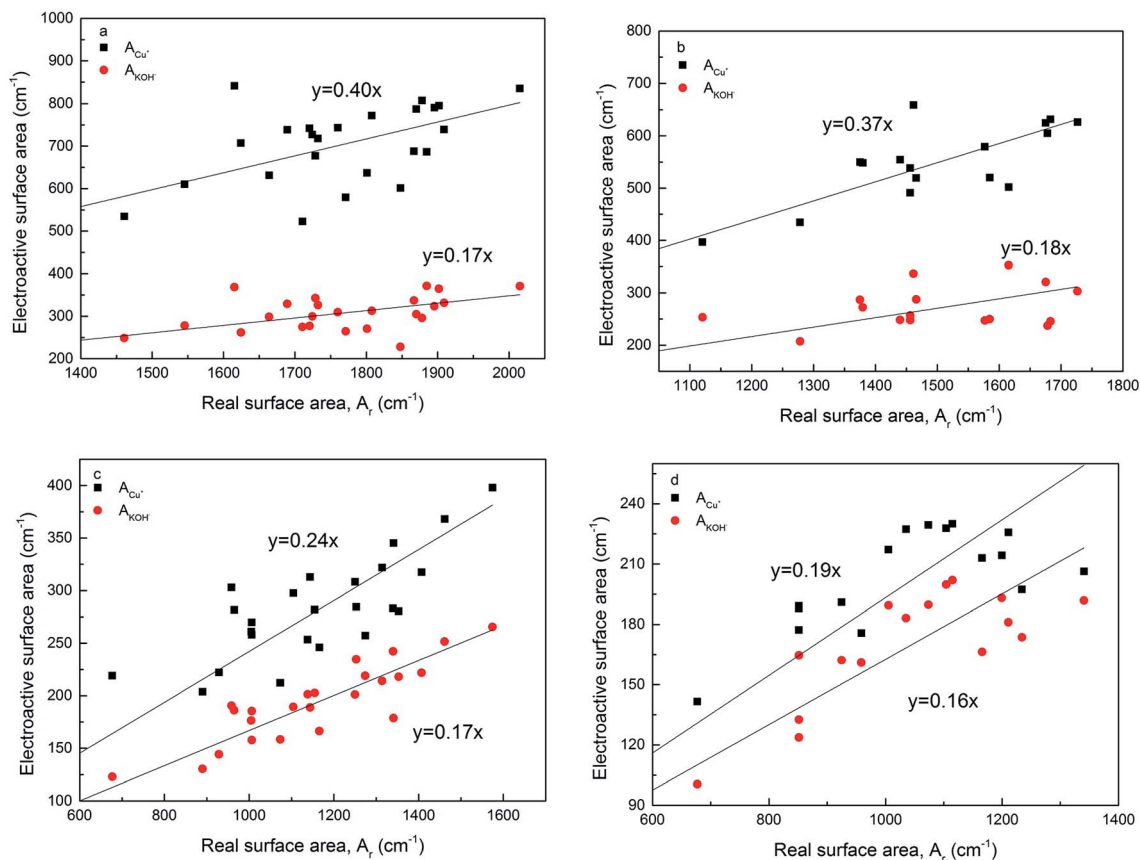 a
A_Cu+
A_KOH-
y=0.40x
y=0.17x
1000
900
800
700
600
500
400
300
200
1400 1500 1600 1700 1800 1900 2000
Electroactive surface area (cm⁻¹)
Real surface area, A_r (cm⁻¹)
b
A_Cu+
A_KOH-
y=0.37x
y=0.18x
800
700
600
500
400
300
200
1100 1200 1300 1400 1500 1600 1700 1800
Electroactive surface area (cm⁻¹)
Real surface area, A_r (cm⁻¹)
c
A_Cu+
A_KOH-
y=0.24x
y=0.17x
400
350
300
250
200
150
100
600 800 1000 1200 1400 1600
Electroactive surface area (cm⁻¹)
Real surface area, A_r (cm⁻¹)
d
A_Cu+
A_KOH-
y=0.19x
y=0.16x
240
210
180
150
120
90
600 800 1000 1200 1400
Electroactive surface area (cm⁻¹)
Real surface area, A_r (cm⁻¹)